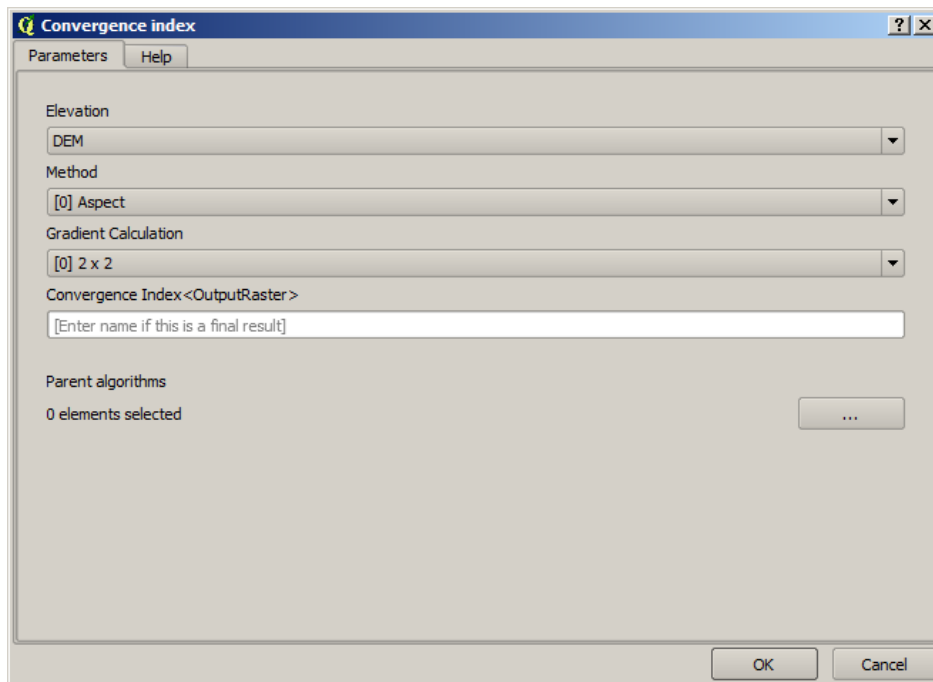 Convergence index
Parameters
Help
Elevation
DEM
Method
[0] Aspect
Gradient Calculation
[0] 2 x 2
Convergence Index<OutputRaster>
[Enter name if this is a final result]
Parent algorithms
0 elements selected
...
OK
Cancel